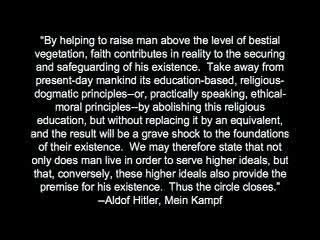 "By helping to raise man above the level of bestial
vegetation, faith contributes in reality to the securing
and safeguarding of his existence.  Take away from
present-day mankind its education-based, religious-
dogmatic principles--or, practically speaking, ethical-
moral principles--by abolishing this religious
education, but without replacing it by an equivalent,
and the result will be a grave shock to the foundations
of their existence.  We may therefore state that not
only does man live in order to serve higher ideals, but
that, conversely, these higher ideals also provide the
premise for his existence.  Thus the circle closes."
--Aldof Hitler, Mein Kampf